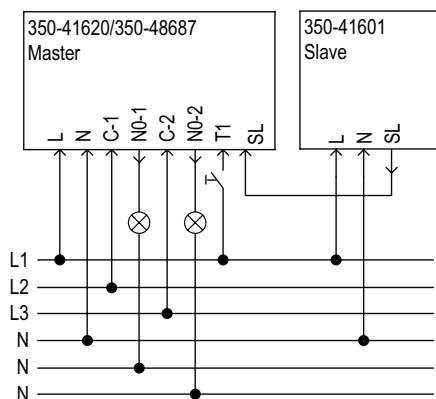 350-41620/350-48687
Master
350-41601
Slave
L N C-1 N0-1 C-2 N0-2 T1 SL
L N SL
L1
L2
L3
N
N
N